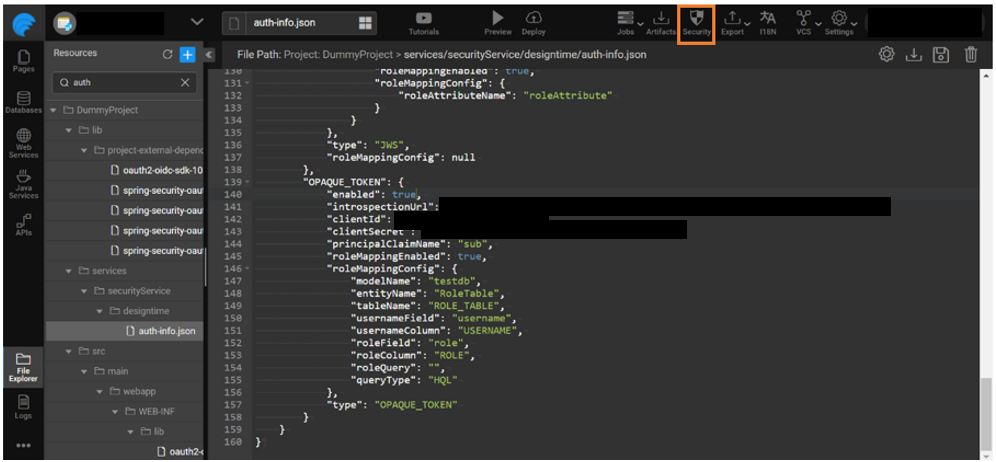 auth-info.json
Tutorials
Preview
Deploy
Jobs
Artifacts
Security
Export
I18N
VCS
Settings
Pages
Databases
Web Services
Java Services
APIs
File Explorer
Logs
Resources
auth
DummyProject
lib
project-external-depend
oauth2-oidc-sdk-10
spring-security-oau
spring-security-oau
spring-security-oau
spring-security-oau
services
securityService
designtime
auth-info.json
src
main
webapp
WEB-INF
lib
oauth2-o
File Path: Project: DummyProject > services/securityService/designtime/auth-info.json
130 "roleMappingEnabled": true,
131 "roleMappingConfig": {
132 "roleAttributeName": "roleAttribute"
133 }
134 }
135 },
136 "type": "JWS",
137 "roleMappingConfig": null
138 },
139 "OPAQUE_TOKEN": {
140 "enabled": true,
141 "introspectionUrl":
142 "clientId":
143 "clientSecret":
144 "principalClaimName": "sub",
145 "roleMappingEnabled": true,
146 "roleMappingConfig": {
147 "modelName": "testdb",
148 "entityName": "RoleTable",
149 "tableName": "ROLE_TABLE",
150 "usernameField": "username",
151 "usernameColumn": "USERNAME",
152 "roleField": "role",
153 "roleColumn": "ROLE",
154 "roleQuery": "",
155 "queryType": "HQL"
156 },
157 "type": "OPAQUE_TOKEN"
158 }
159 }
160 }